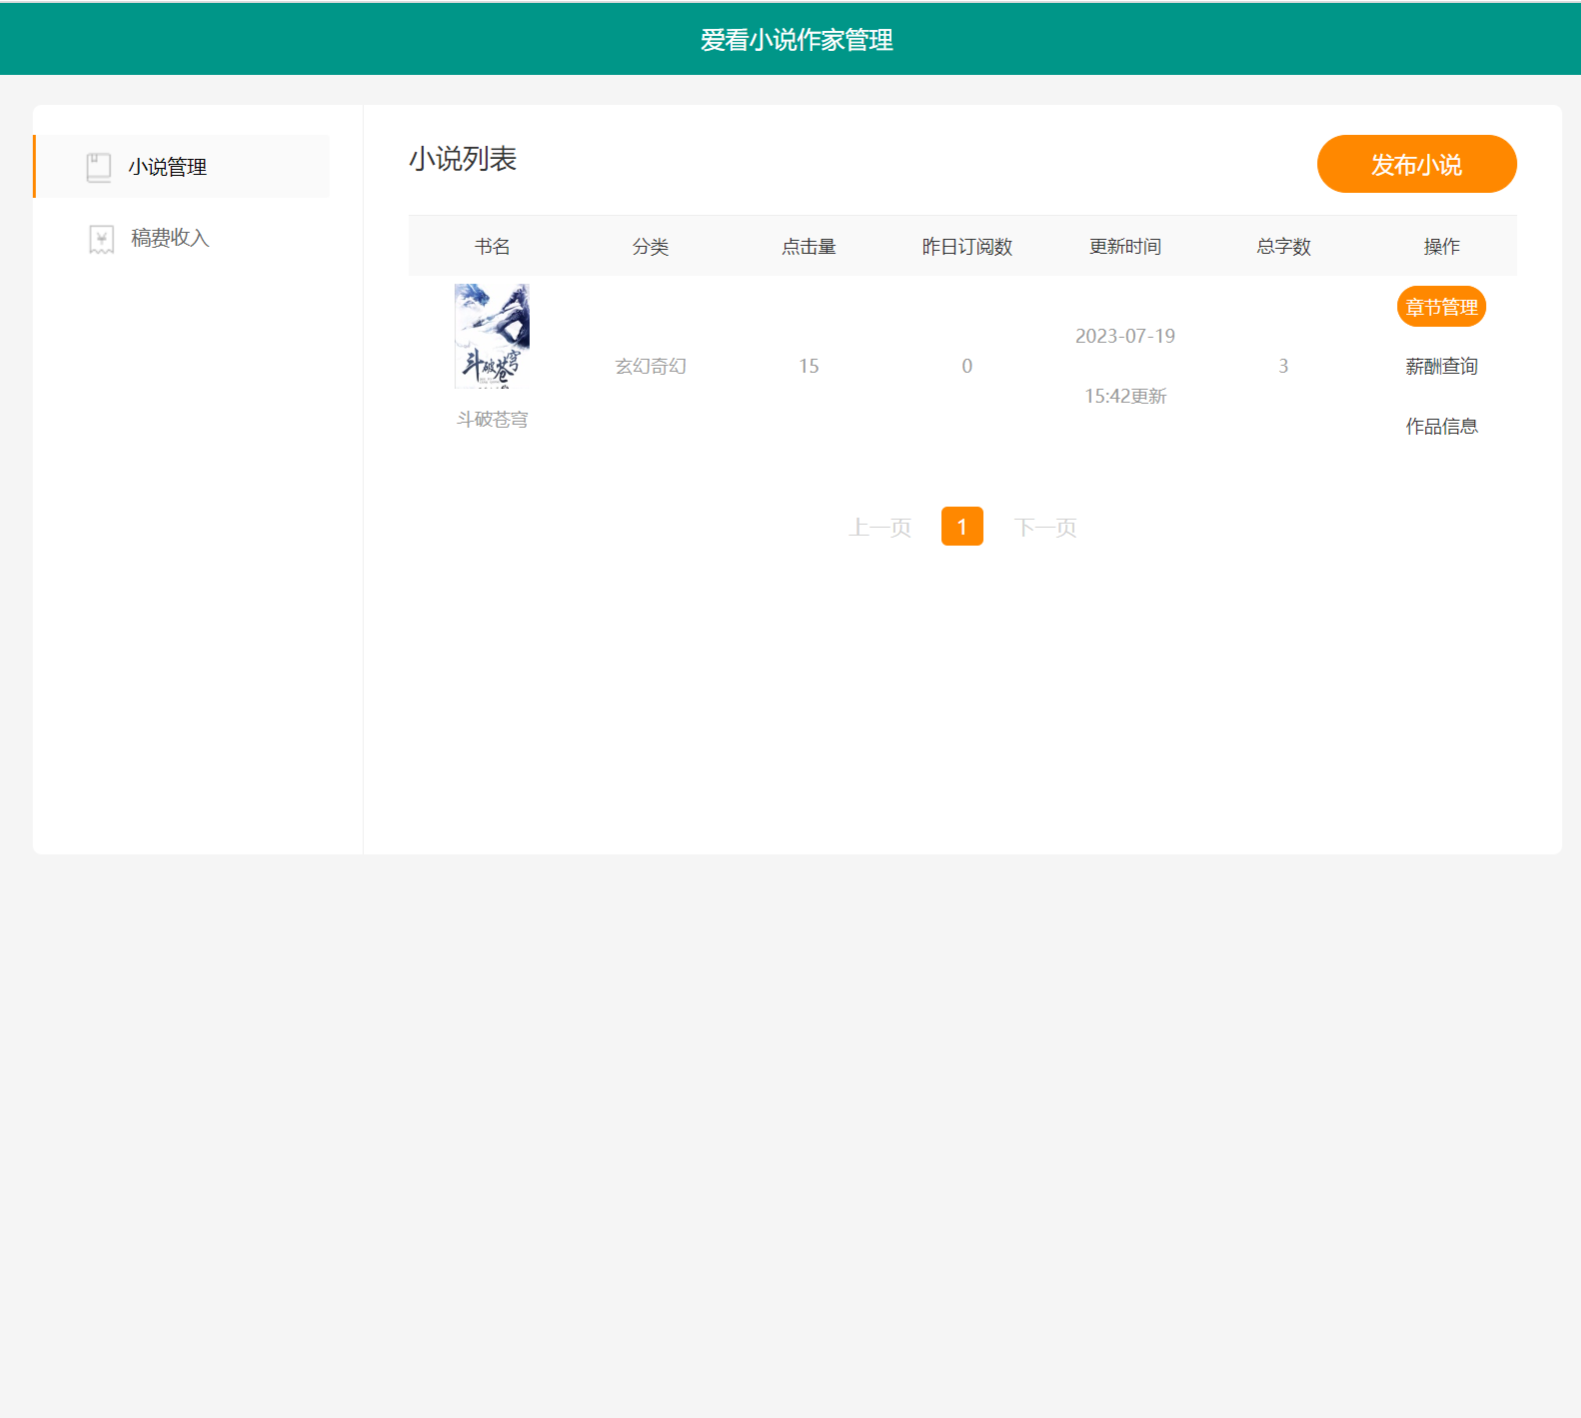 爱看小说作家管理
小说管理
稿费收入
小说列表
发布小说
书名 分类 点击量 昨日订阅数 更新时间 总字数 操作
斗破苍穹
斗破苍穹
玄幻奇幻
15
0
2023-07-19
15:42更新
3
章节管理
薪酬查询
作品信息
上一页 1 下一页